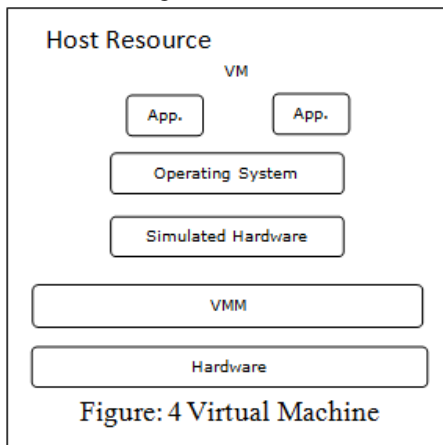 Host Resource
VM
App. App.
Operating System
Simulated Hardware
VMM
Hardware
Figure: 4 Virtual Machine